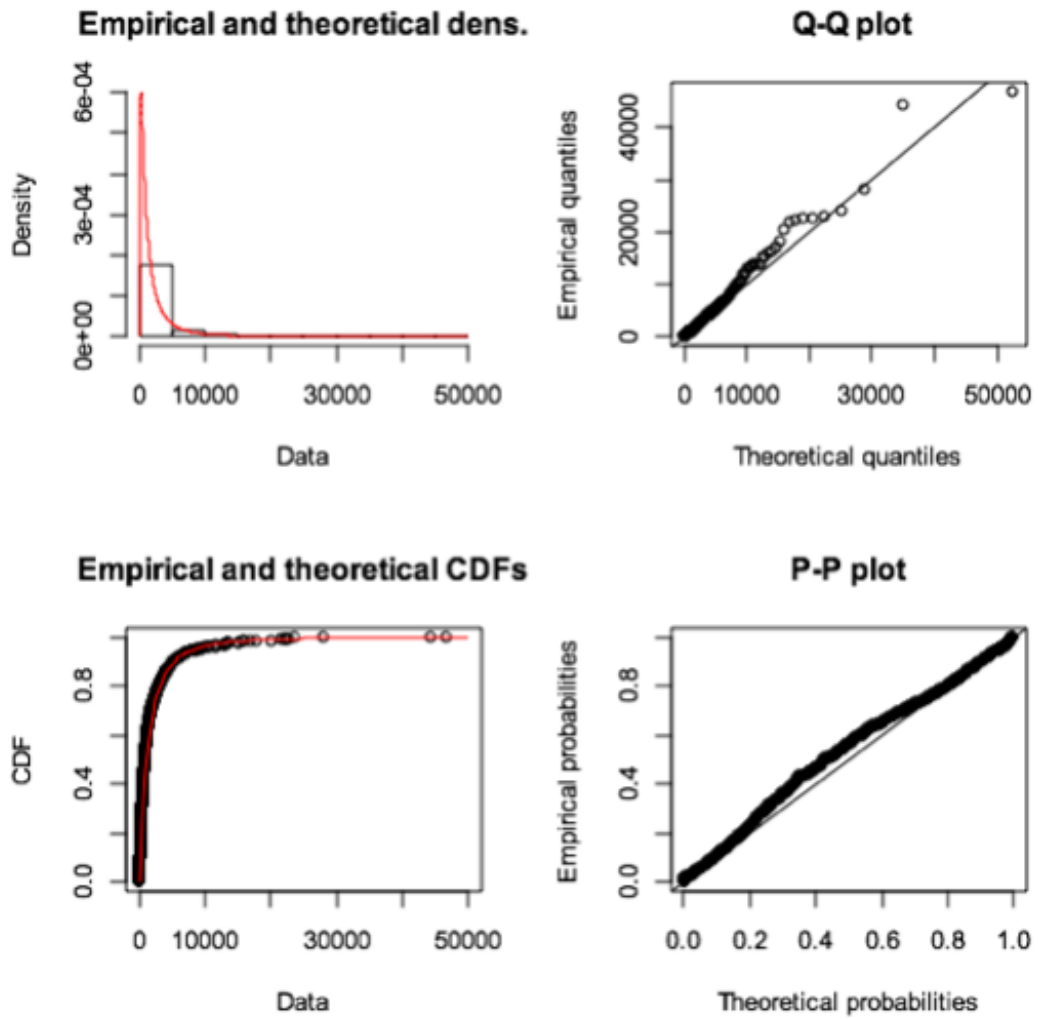 Empirical and theoretical dens.
Density
0e+00 3e-04 6e-04
0 10000 30000 50000
Data
Q-Q plot
Empirical quantiles
0 20000 40000
0 10000 30000 50000
Theoretical quantiles
Empirical and theoretical CDFs
CDF
0.0 0.4 0.8
0 10000 30000 50000
Data
P-P plot
Empirical probabilities
0.0 0.4 0.8
0.0 0.2 0.4 0.6 0.8 1.0
Theoretical probabilities